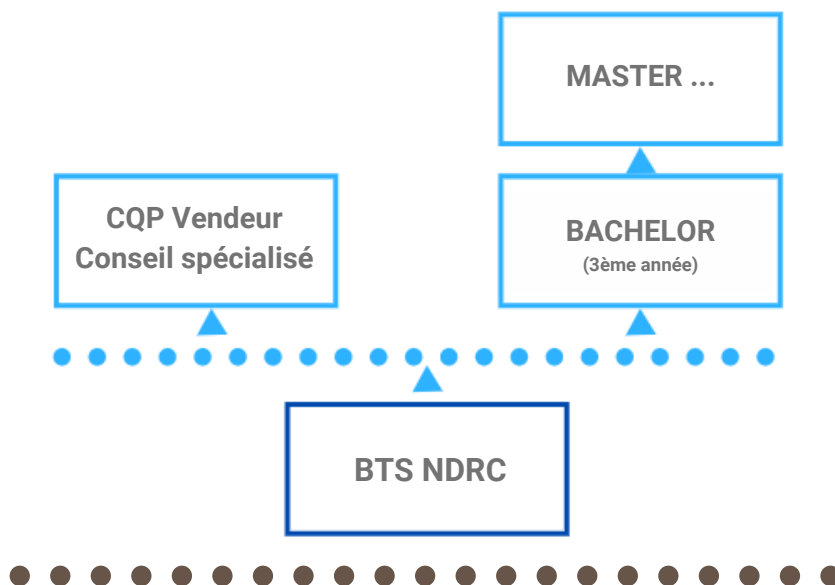 MASTER ...
CQP Vendeur
Conseil spécialisé
BACHELOR
(3ème année)
BTS NDRC